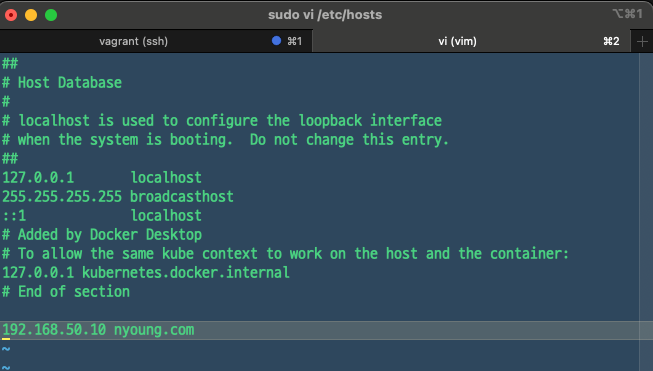 sudo vi /etc/hosts
⌥⌘1
vagrant (ssh)
⌘1
vi (vim)
⌘2
+
##
# Host Database
#
# localhost is used to configure the loopback interface
# when the system is booting.  Do not change this entry.
##
127.0.0.1       localhost
255.255.255.255 broadcasthost
::1             localhost
# Added by Docker Desktop
# To allow the same kube context to work on the host and the container:
127.0.0.1 kubernetes.docker.internal
# End of section
192.168.50.10 nyoung.com
~
~